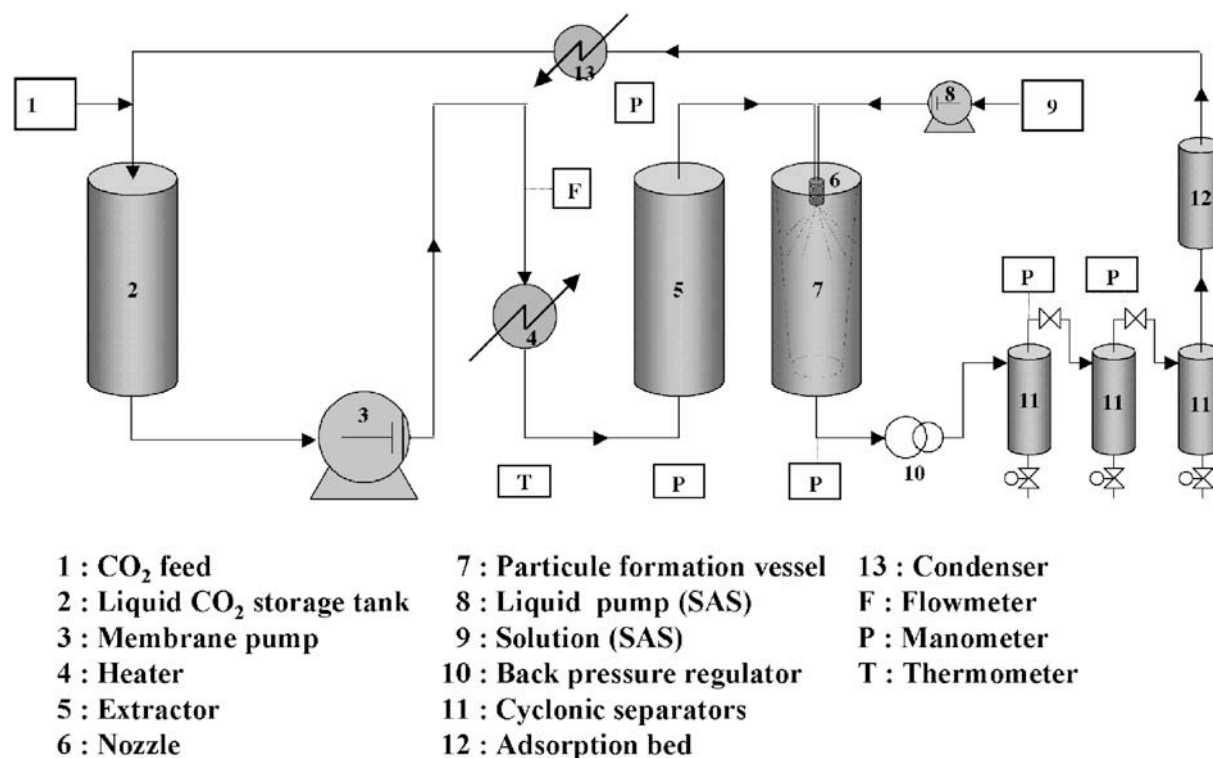 13
1
P
8
9
F
6
12
2
5
7
4
P
P
3
11
11
11
T
P
P
10
1 : CO₂ feed
2 : Liquid CO₂ storage tank
3 : Membrane pump
4 : Heater
5 : Extractor
6 : Nozzle
7 : Particule formation vessel
8 : Liquid pump (SAS)
9 : Solution (SAS)
10 : Back pressure regulator
11 : Cyclonic separators
12 : Adsorption bed
13 : Condenser
F : Flowmeter
P : Manometer
T : Thermometer